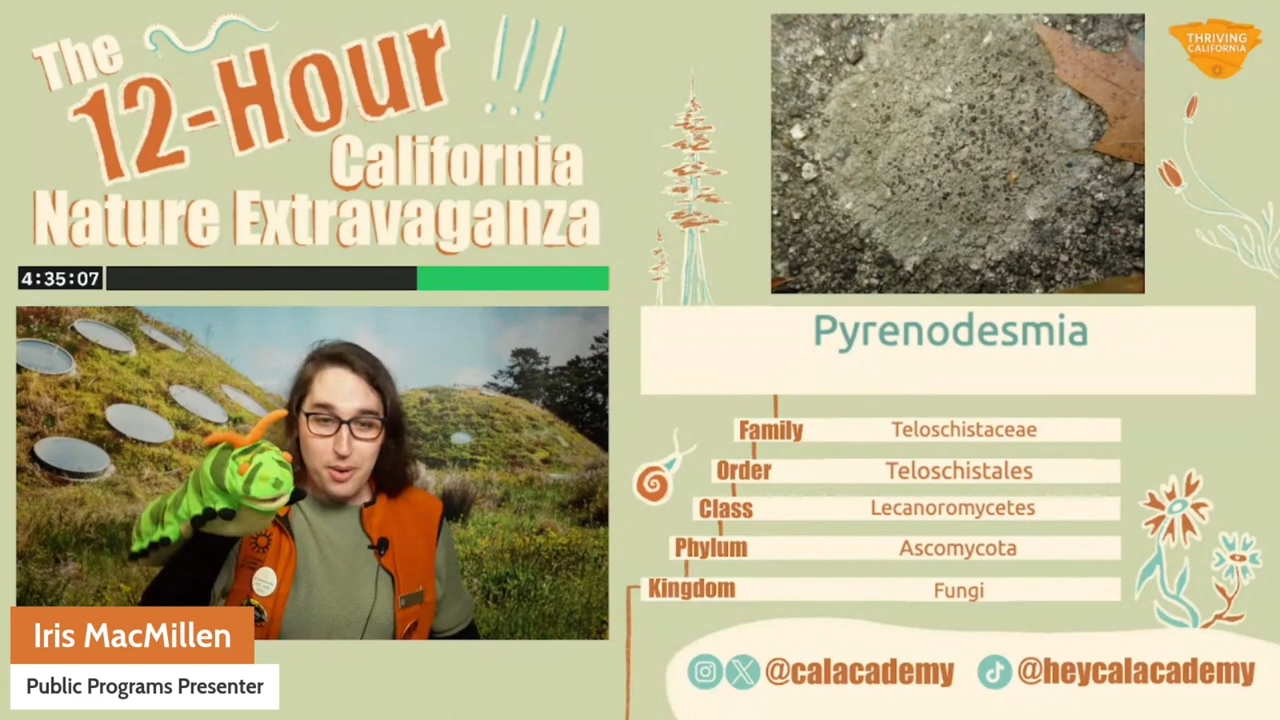 The
12-Hour
!!!
California
Nature Extravaganza
4:35:07
THRIVING
CALIFORNIA
Pyrenodesmia
Family Teloschistaceae
Order Teloschistales
Class Lecanoromycetes
Phylum Ascomycota
Kingdom Fungi
Iris MacMillen
Public Programs Presenter
@calacademy @heycalacademy